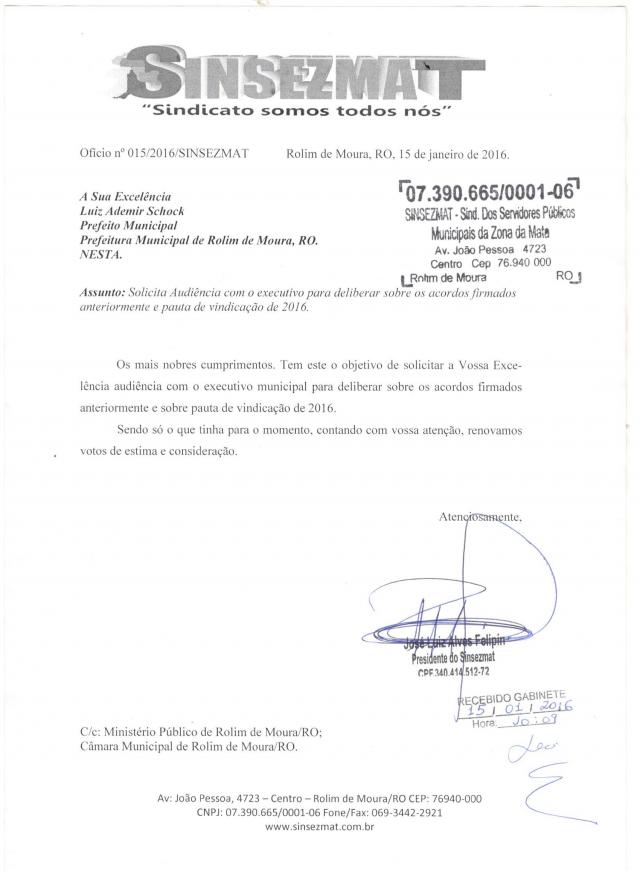 SINSEZMAT
"Sindicato somos todos nós"
Oficio nº 015/2016/SINSEZMAT Rolim de Moura, RO, 15 de janeiro de 2016.
A Sua Excelência
Luiz Ademir Schock
Prefeito Municipal
Prefeitura Municipal de Rolim de Moura, RO.
NESTA.
07.390.665/0001-06
SINSEZMAT - Sind. Dos Servidores Públicos
Municipais da Zona da Mata
Av. João Pessoa 4723
Centro Cep 76.940 000
Rolim de Moura RO
Assunto: Solicita Audiência com o executivo para deliberar sobre os acordos firmados
anteriormente e pauta de vindicação de 2016.
Os mais nobres cumprimentos. Tem este o objetivo de solicitar a Vossa Exce-
lência audiência com o executivo municipal para deliberar sobre os acordos firmados
anteriormente e sobre pauta de vindicação de 2016.
Sendo só o que tinha para o momento, contando com vossa atenção, renovamos
votos de estima e consideração.
Atenciosamente,
José Luiz Alves Felipin
Presidente do Sinsezmat
CPF 340.414.512-72
RECEBIDO GABINETE
15 / 01 / 2016
Hora: 10:09
C/c: Ministério Público de Rolim de Moura/RO;
Câmara Municipal de Rolim de Moura/RO.
Av: João Pessoa, 4723 – Centro – Rolim de Moura/RO CEP: 76940-000
CNPJ: 07.390.665/0001-06 Fone/Fax: 069-3442-2921
www.sinsezmat.com.br